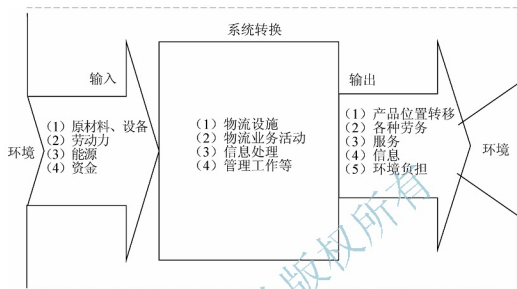 系统转换
输入
（1）原材料、设备
（2）劳动力
（3）能源
（4）资金
环境
（1）物流设施
（2）物流业务活动
（3）信息处理
（4）管理工作等
输出
（1）产品位置转移
（2）各种劳务
（3）服务
（4）信息
（5）环境负担
环境
版权所有